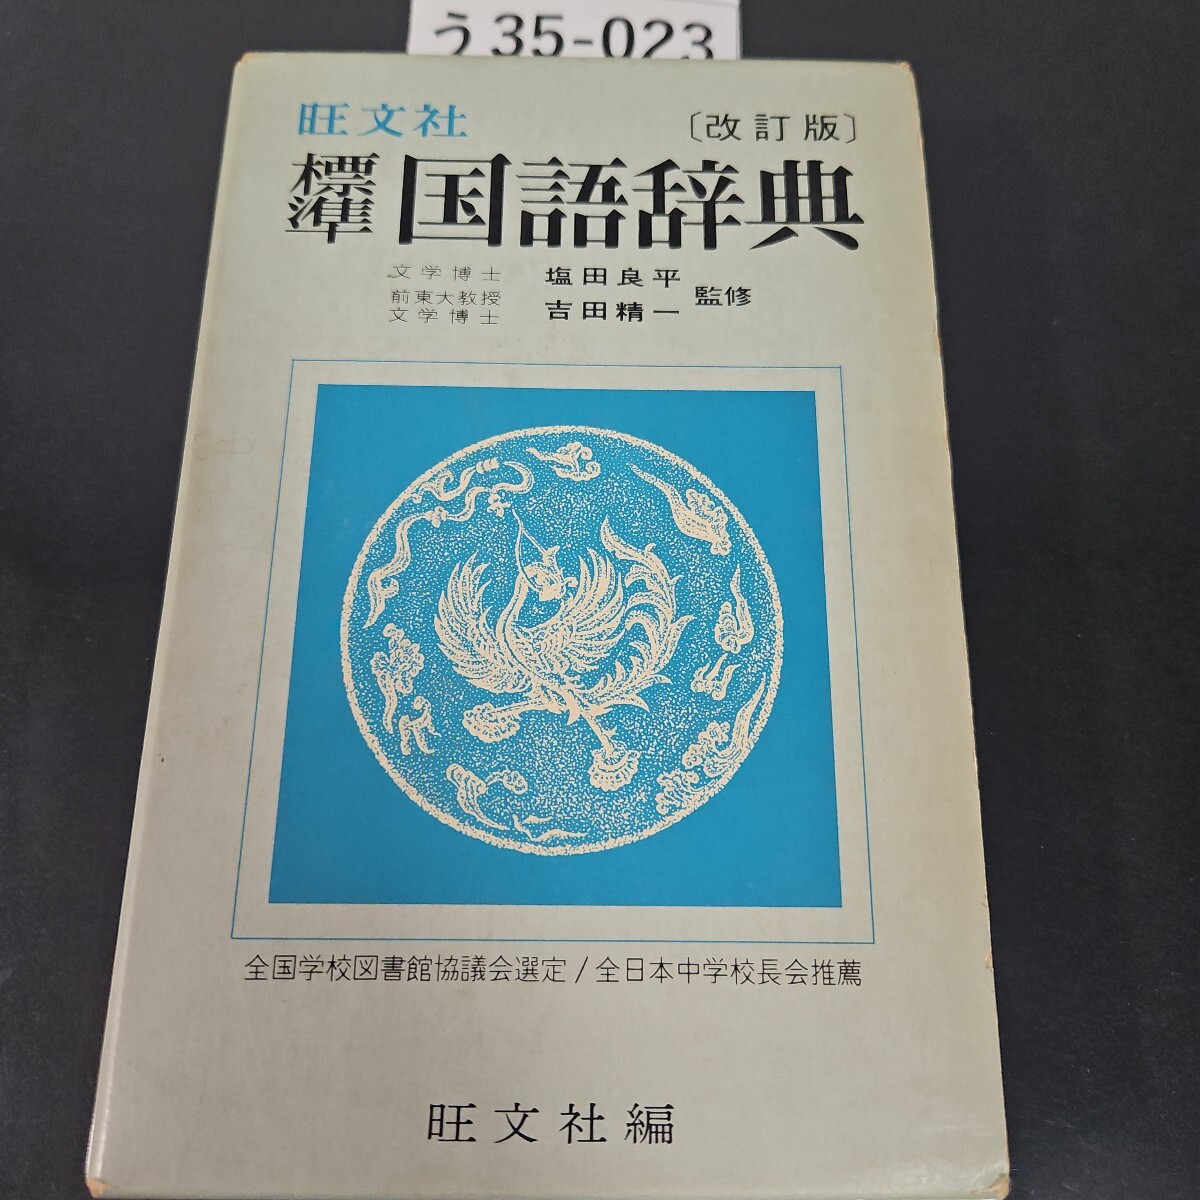 う35-023
旺文社
〔改訂版〕
標準 国語辞典
文学博士 塩田良平
前東大教授
文学博士 吉田精一
監修
全国学校図書館協議会選定/全日本中学校長会推薦
旺文社編